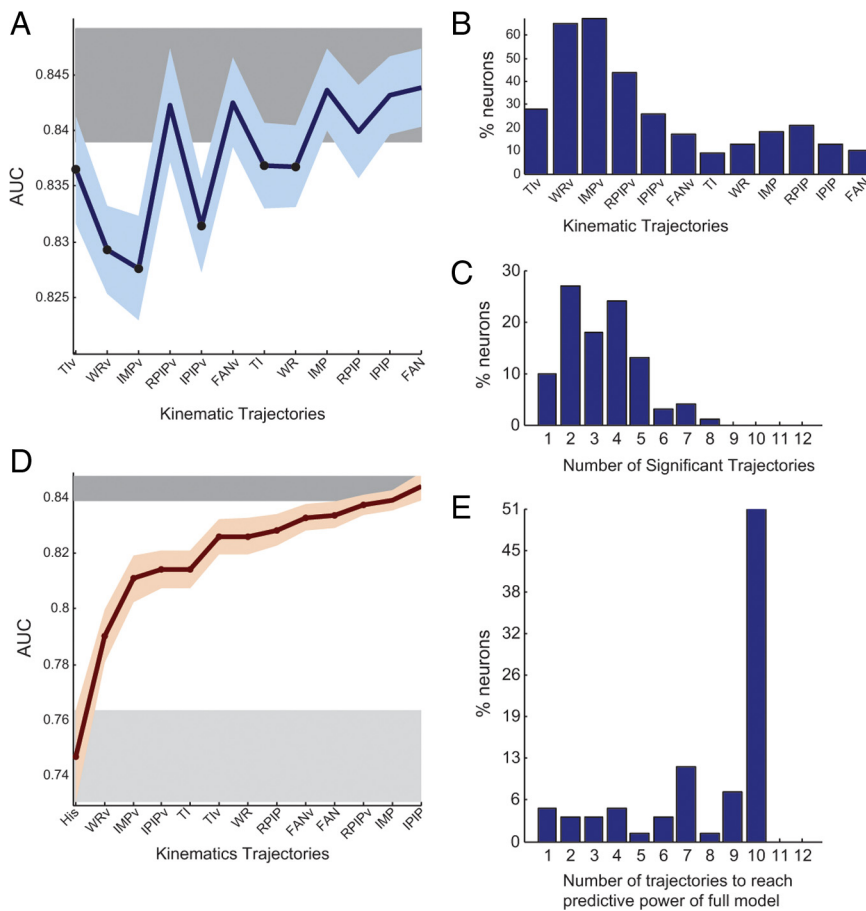 A
0.845
0.84
0.835
0.83
0.825
AUC
TIv WRv IMPv RPIPv IPIPv FANv TI WR IMP RPIP IPIP FAN
Kinematic Trajectories
B
60
50
40
30
20
10
0
% neurons
TIv WRv IMPv RPIPv IPIPv FANv TI WR IMP RPIP IPIP FAN
Kinematic Trajectories
C
30
20
10
0
% neurons
1 2 3 4 5 6 7 8 9 10 11 12
Number of Significant Trajectories
D
0.84
0.82
0.8
0.78
0.76
0.74
AUC
His WRv IMPv IPIPv TI TIv WR RPIP FANv FAN RPIPv IMP IPIP
Kinematics Trajectories
E
51
45
38
32
26
19
13
6
0
% neurons
1 2 3 4 5 6 7 8 9 10 11 12
Number of trajectories to reach
predictive power of full model